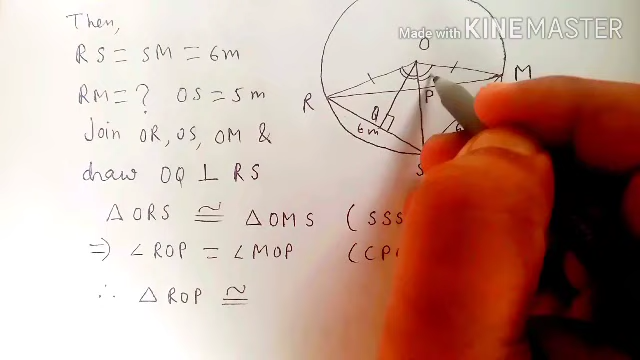 Made with KINEMASTER
Then,
RS = SM = 6m
RM = ? OS = 5m
Join OR, OS, OM &
draw OQ ⊥ RS
△ ORS ≅ △ OMS ( SSS
⇒ ∠ ROP = ∠ MOP ( CP
∴ △ ROP ≅
O
M
R
P
Q
6m
S
6